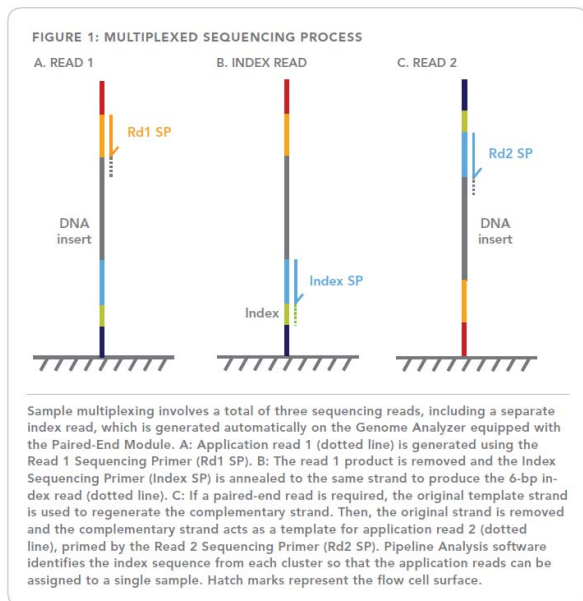 FIGURE 1: MULTIPLEXED SEQUENCING PROCESS
A. READ 1
B. INDEX READ
C. READ 2
Rd1 SP
DNA
insert
Index SP
Index
Rd2 SP
DNA
insert
Sample multiplexing involves a total of three sequencing reads, including a separate
index read, which is generated automatically on the Genome Analyzer equipped with
the Paired-End Module. A: Application read 1 (dotted line) is generated using the
Read 1 Sequencing Primer (Rd1 SP). B: The read 1 product is removed and the Index
Sequencing Primer (Index SP) is annealed to the same strand to produce the 6-bp in-
dex read (dotted line). C: If a paired-end read is required, the original template strand
is used to regenerate the complementary strand. Then, the original strand is removed
and the complementary strand acts as a template for application read 2 (dotted
line), primed by the Read 2 Sequencing Primer (Rd2 SP). Pipeline Analysis software
identifies the index sequence from each cluster so that the application reads can be
assigned to a single sample. Hatch marks represent the flow cell surface.